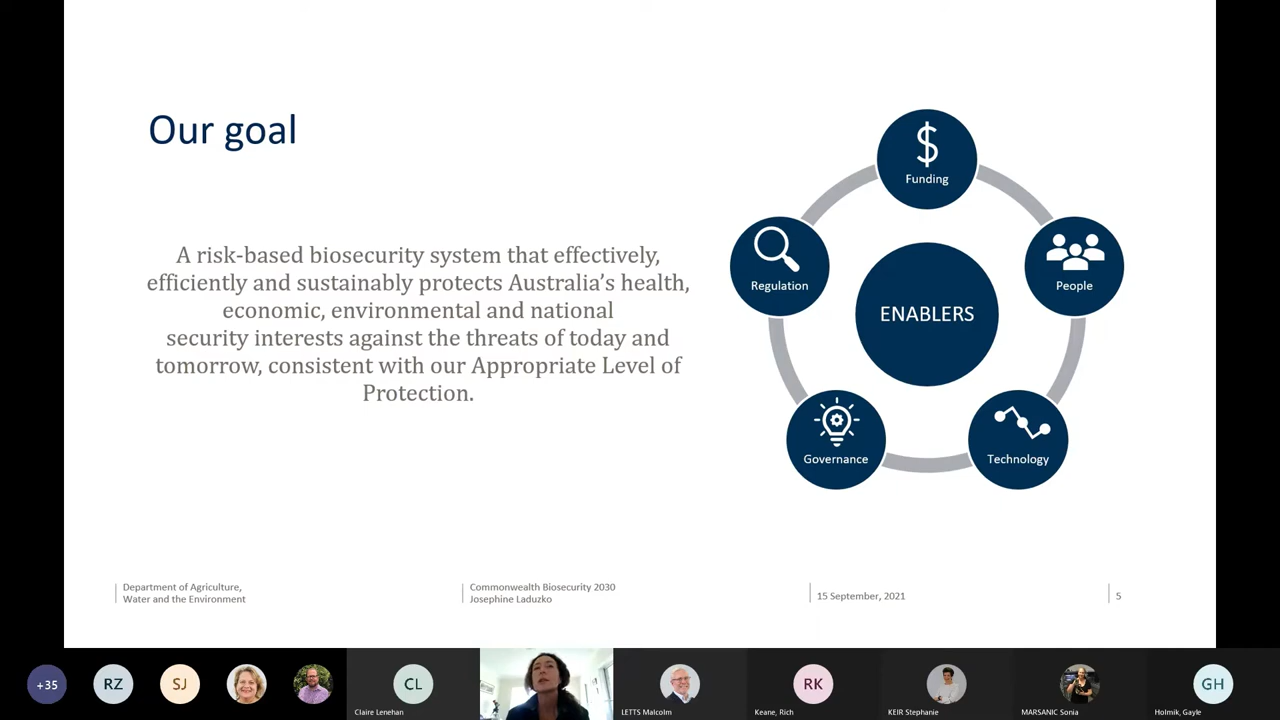 Our goal
A risk-based biosecurity system that effectively,
efficiently and sustainably protects Australia's health,
economic, environmental and national
security interests against the threats of today and
tomorrow, consistent with our Appropriate Level of
Protection.
$
Funding
Regulation
People
ENABLERS
Governance
Technology
Department of Agriculture,
Water and the Environment
Commonwealth Biosecurity 2030
Josephine Laduzko
15 September, 2021
5
+35
RZ
SJ
CL
Claire Lenehan
LETTS Malcolm
RK
Keane, Rich
KEIR Stephanie
MARSANIC Sonia
GH
Holmik, Gayle